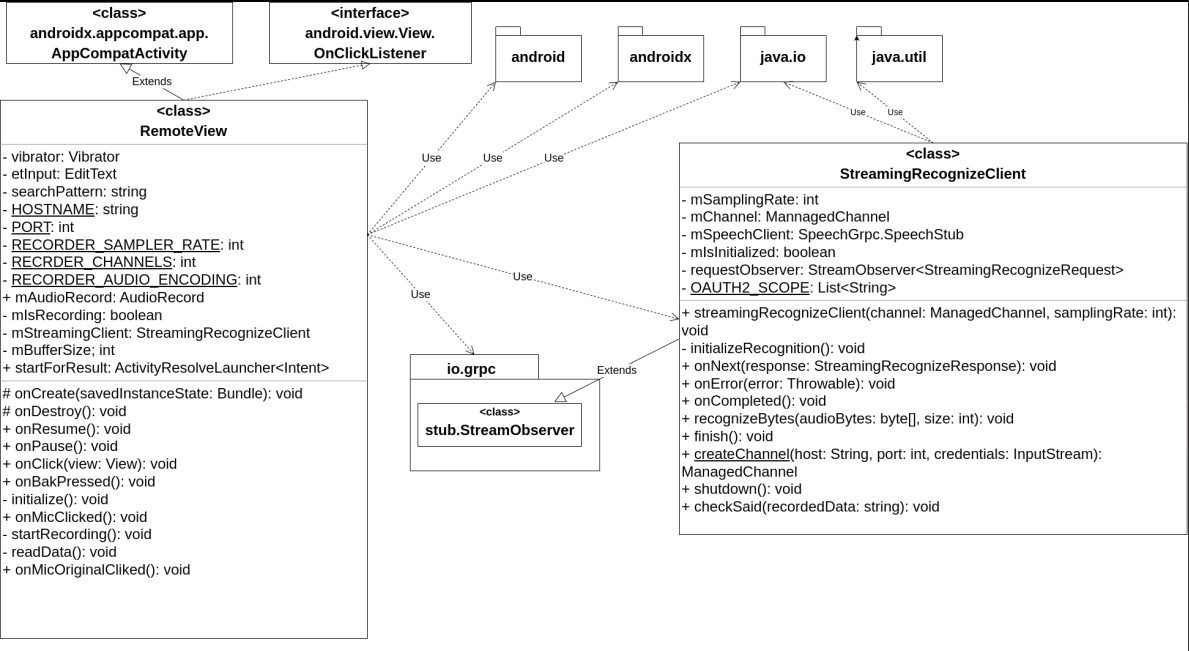 <class>
androidx.appcompat.app.
AppCompatActivity
<interface>
android.view.View.
OnClickListener
android
androidx
java.io
java.util
Extends
<class>
RemoteView
- vibrator: Vibrator
- etInput: EditText
- searchPattern: string
- HOSTNAME: string
- PORT: int
- RECORDER_SAMPLER_RATE: int
- RECRDER_CHANNELS: int
- RECORDER_AUDIO_ENCODING: int
+ mAudioRecord: AudioRecord
- mIsRecording: boolean
- mStreamingClient: StreamingRecognizeClient
- mBufferSize; int
+ startForResult: ActivityResolveLauncher<Intent>
# onCreate(savedInstanceState: Bundle): void
# onDestroy(): void
+ onResume(): void
+ onPause(): void
+ onClick(view: View): void
+ onBakPressed(): void
- initialize(): void
+ onMicClicked(): void
- startRecording(): void
- readData(): void
+ onMicOriginalCliked(): void
Use
Use
Use
Use
Use
Use
Use
io.grpc
<class>
stub.StreamObserver
Extends
<class>
StreamingRecognizeClient
- mSamplingRate: int
- mChannel: MannagedChannel
- mSpeechClient: SpeechGrpc.SpeechStub
- mIsInitialized: boolean
- requestObserver: StreamObserver<StreamingRecognizeRequest>
- OAUTH2_SCOPE: List<String>
+ streamingRecognizeClient(channel: ManagedChannel, samplingRate: int):
void
- initializeRecognition(): void
+ onNext(response: StreamingRecognizeResponse): void
+ onError(error: Throwable): void
+ onCompleted(): void
+ recognizeBytes(audioBytes: byte[], size: int): void
+ finish(): void
+ createChannel(host: String, port: int, credentials: InputStream):
ManagedChannel
+ shutdown(): void
+ checkSaid(recordedData: string): void